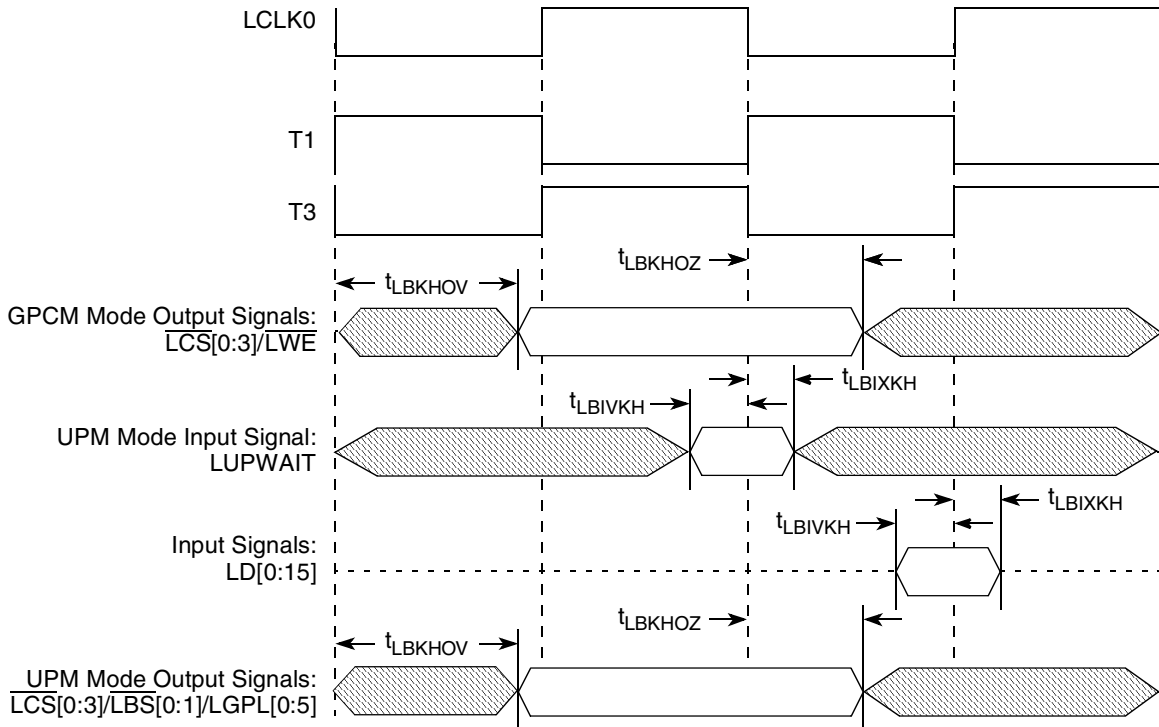 LCLK0
T1
T3
tLBKHOV
tLBKHOZ
GPCM Mode Output Signals:
LCS[0:3]/LWE
tLBIXKH
tLBIVKH
UPM Mode Input Signal:
LUPWAIT
tLBIXKH
tLBIVKH
Input Signals:
LD[0:15]
tLBKHOZ
tLBKHOV
UPM Mode Output Signals:
LCS[0:3]/LBS[0:1]/LGPL[0:5]